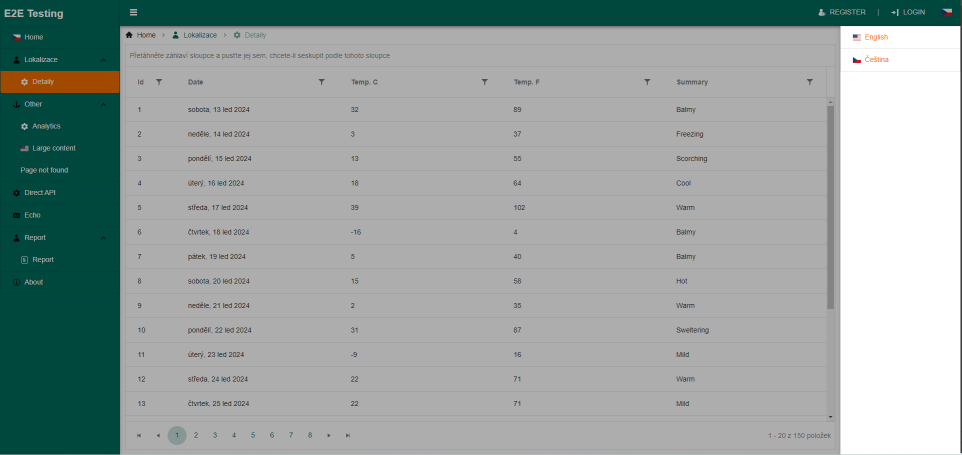 E2E Testing
REGISTER | LOGIN
Home
Lokalizace
Detaily
Other
Analytics
Large content
Page not found
Direct API
Echo
Report
Report
About
Home › Lokalizace › Detaily
Přetáhněte záhlaví sloupce a pusťte jej sem, chcete-li seskupit podle tohoto sloupce
Id Date Temp. C Temp. F Summary
1 sobota, 13 led 2024 32 89 Balmy
2 neděle, 14 led 2024 3 37 Freezing
3 pondělí, 15 led 2024 13 55 Scorching
4 úterý, 16 led 2024 18 64 Cool
5 středa, 17 led 2024 39 102 Warm
6 čtvrtek, 18 led 2024 -16 4 Balmy
7 pátek, 19 led 2024 5 40 Balmy
8 sobota, 20 led 2024 15 58 Hot
9 neděle, 21 led 2024 2 35 Warm
10 pondělí, 22 led 2024 31 87 Sweltering
11 úterý, 23 led 2024 -9 16 Mild
12 středa, 24 led 2024 22 71 Warm
13 čtvrtek, 25 led 2024 22 71 Mild
1 2 3 4 5 6 7 8
1 - 20 z 150 položek
English
Čeština